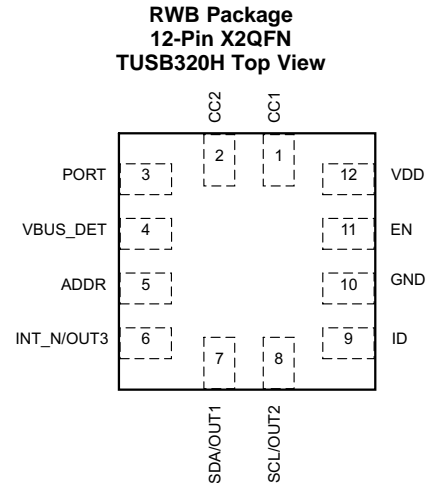 RWB Package
12-Pin X2QFN
TUSB320H Top View
CC2
CC1
2
1
PORT
3
12
VDD
VBUS_DET
4
11
EN
ADDR
5
10
GND
INT_N/OUT3
6
9
ID
7
8
SDA/OUT1
SCL/OUT2